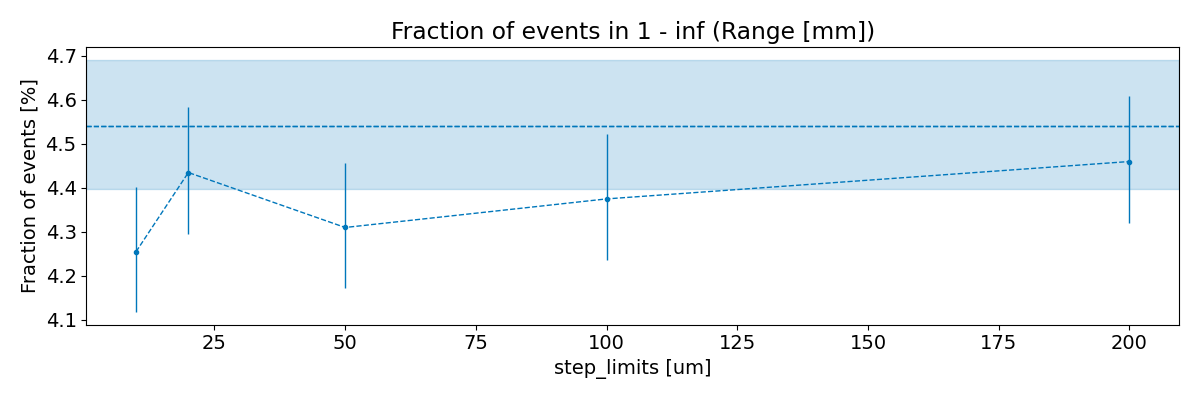 Fraction of events in 1 - inf (Range [mm])
Fraction of events [%]
4.7
4.6
4.5
4.4
4.3
4.2
4.1
25 50 75 100 125 150 175 200
step_limits [um]